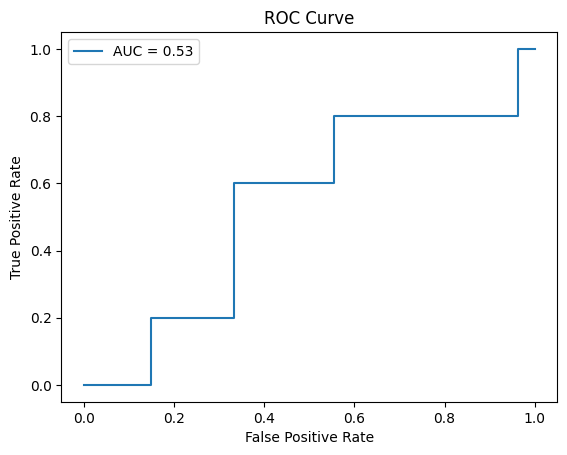 ROC Curve
AUC = 0.53
1.0
0.8
0.6
0.4
0.2
0.0
True Positive Rate
0.0 0.2 0.4 0.6 0.8 1.0
False Positive Rate